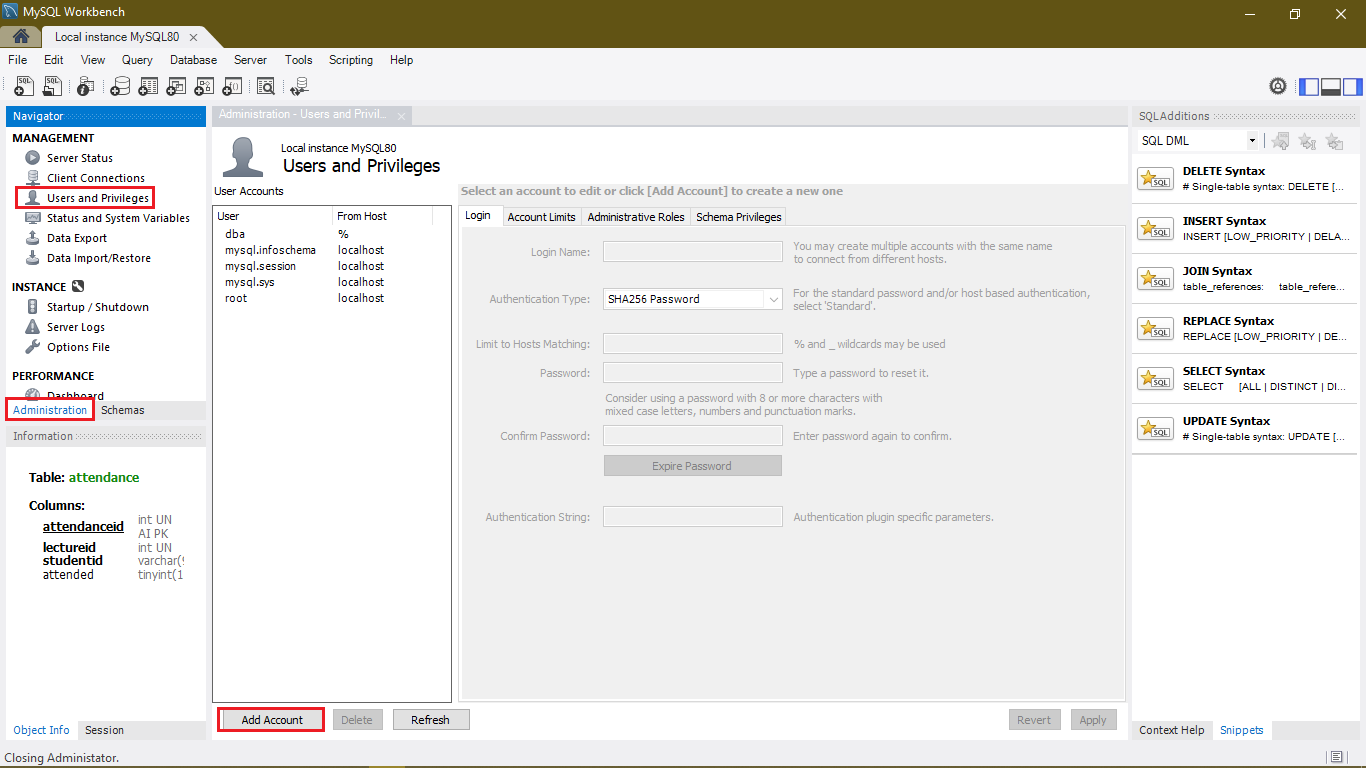 MySQL Workbench
Local instance MySQL80
File Edit View Query Database Server Tools Scripting Help
Navigator
MANAGEMENT
Server Status
Client Connections
Users and Privileges
Status and System Variables
Data Export
Data Import/Restore
INSTANCE
Startup / Shutdown
Server Logs
Options File
PERFORMANCE
Dashboard
Administration Schemas
Information
Table: attendance
Columns:
attendanceid int UN
AI PK
lectureid int UN
studentid varchar(9
attended tinyint(1
Object Info Session
Administration - Users and Privil...
Local instance MySQL80
Users and Privileges
User Accounts
User From Host
dba %
mysql.infoschema localhost
mysql.session localhost
mysql.sys localhost
root localhost
Add Account Delete Refresh
Select an account to edit or click [Add Account] to create a new one
Login Account Limits Administrative Roles Schema Privileges
Login Name: You may create multiple accounts with the same name
to connect from different hosts.
Authentication Type: SHA256 Password For the standard password and/or host based authentication,
select 'Standard'.
Limit to Hosts Matching: % and _ wildcards may be used
Password: Type a password to reset it.
Consider using a password with 8 or more characters with
mixed case letters, numbers and punctuation marks.
Confirm Password: Enter password again to confirm.
Expire Password
Authentication String: Authentication plugin specific parameters.
Revert Apply
SQLAdditions
SQL DML
SQL DELETE Syntax
# Single-table syntax: DELETE [...
SQL INSERT Syntax
INSERT [LOW_PRIORITY | DELA...
SQL JOIN Syntax
table_references: table_refere...
SQL REPLACE Syntax
REPLACE [LOW_PRIORITY | DE...
SQL SELECT Syntax
SELECT [ALL | DISTINCT | DI...
SQL UPDATE Syntax
# Single-table syntax: UPDATE [...
Context Help Snippets
Closing Administator.